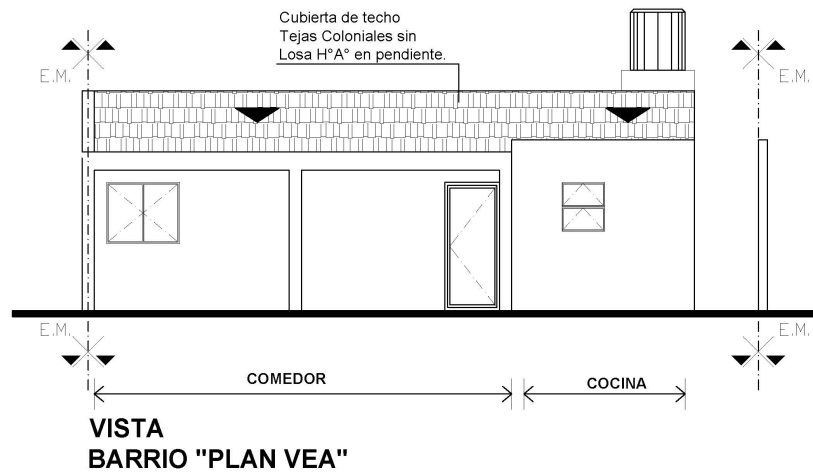 Cubierta de techo
Tejas Coloniales sin
Losa H°A° en pendiente.
E.M.
E.M.
E.M.
E.M.
COMEDOR
COCINA
VISTA
BARRIO "PLAN VEA"